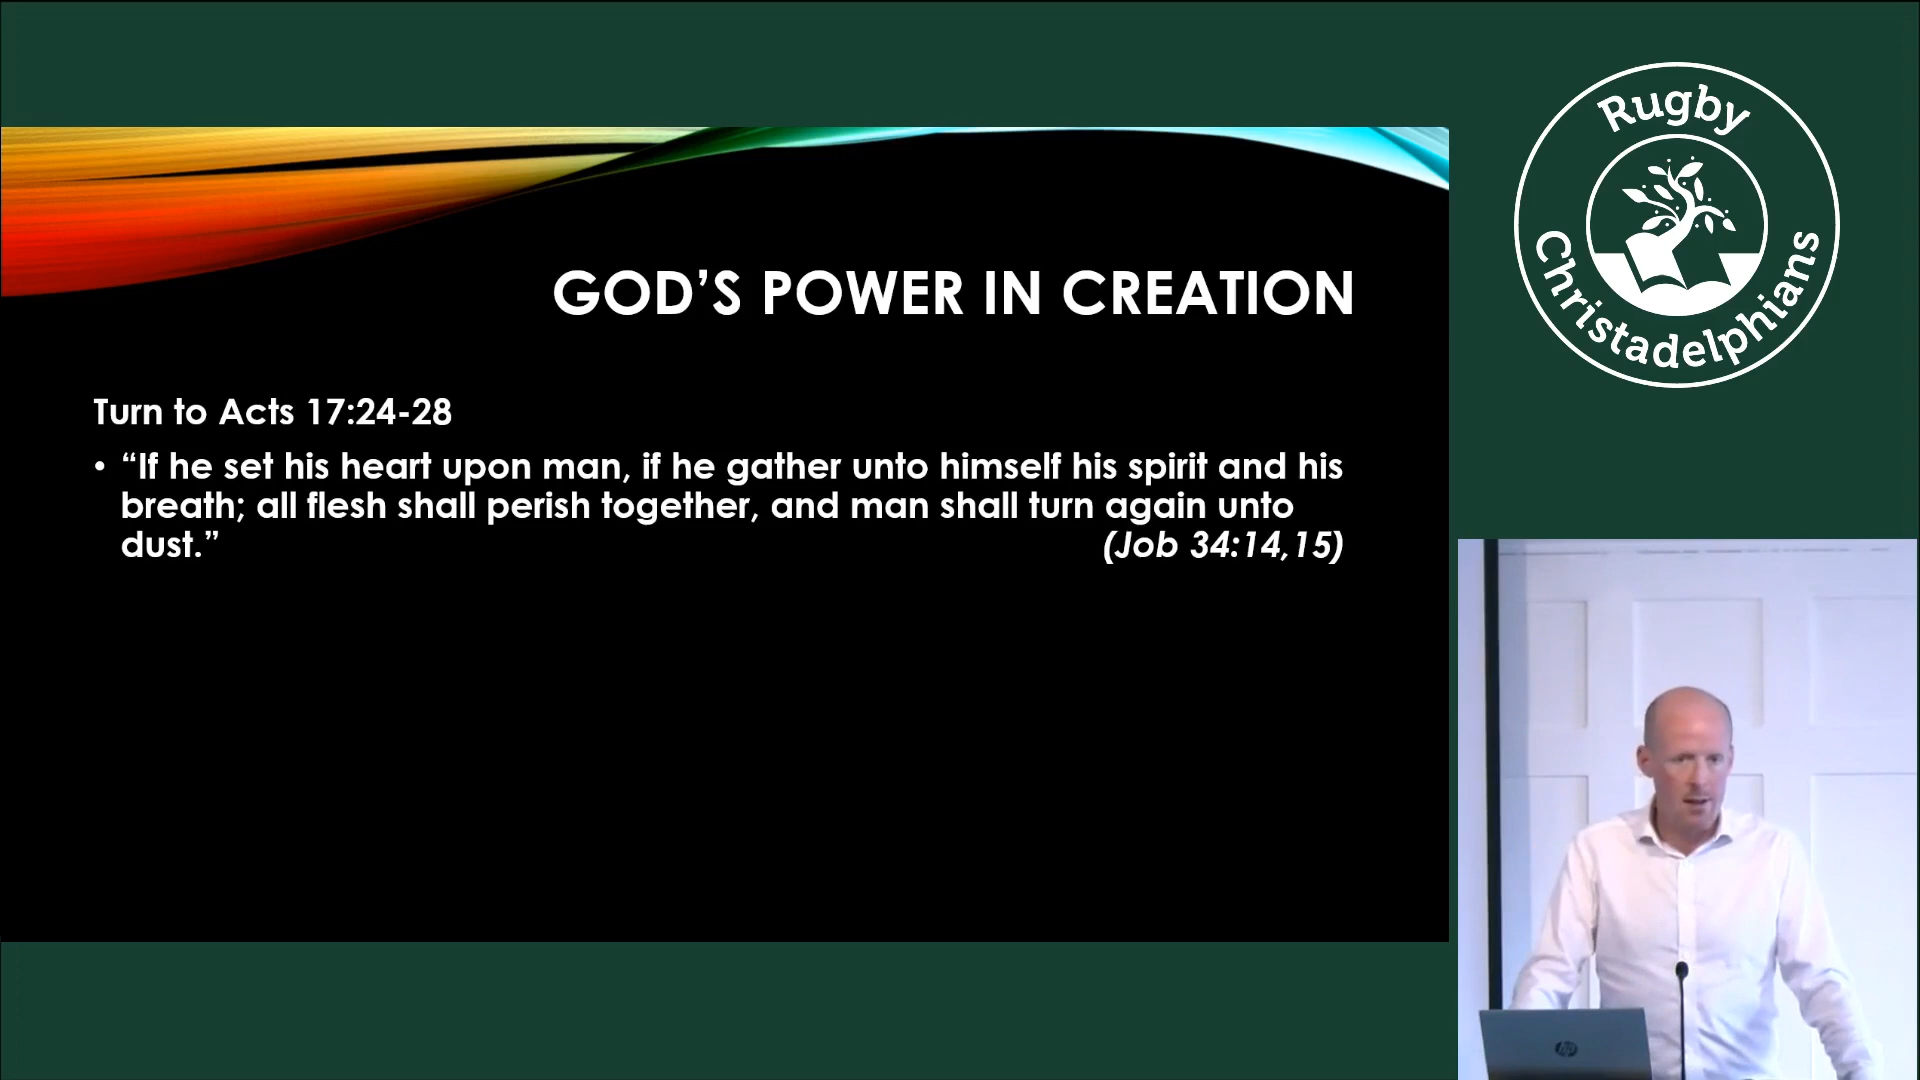 Rugby
Christadelphians
GOD’S POWER IN CREATION
Turn to Acts 17:24-28
• “If he set his heart upon man, if he gather unto himself his spirit and his
breath; all flesh shall perish together, and man shall turn again unto
dust.” (Job 34:14,15)
hp